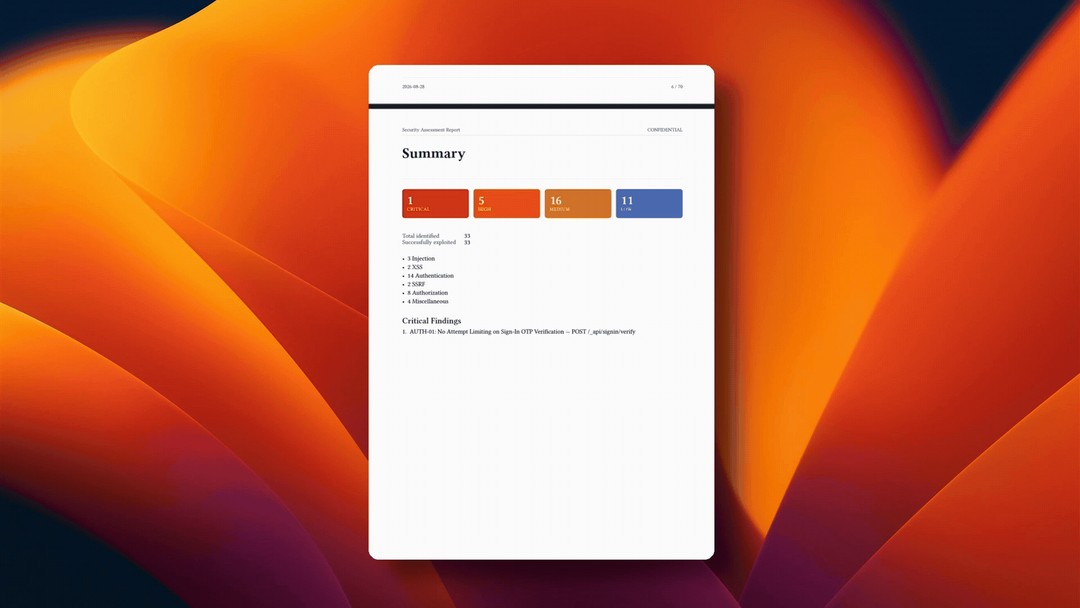 2026-08-28
6 / 78
Security Assessment Report
CONFIDENTIAL
Summary
1
CRITICAL
5
HIGH
16
MEDIUM
11
LOW
Total identified 33
Successfully exploited 33
• 3 Injection
• 2 XSS
• 14 Authentication
• 2 SSRF
• 8 Authorization
• 4 Miscellaneous
Critical Findings
1. AUTH-01: No Attempt Limiting on Sign-In OTP Verification — POST /_api/signin/verify